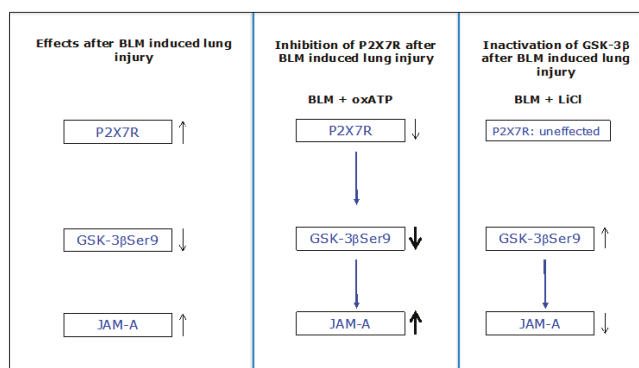 Effects after BLM induced lung
injury
P2X7R ↑
GSK-3βSer9 ↓
JAM-A ↑
Inhibition of P2X7R after
BLM induced lung injury
BLM + oxATP
P2X7R ↓
GSK-3βSer9 ↓
JAM-A ↑
Inactivation of GSK-3β
after BLM induced lung
injury
BLM + LiCl
P2X7R: uneffected
GSK-3βSer9 ↑
JAM-A ↓